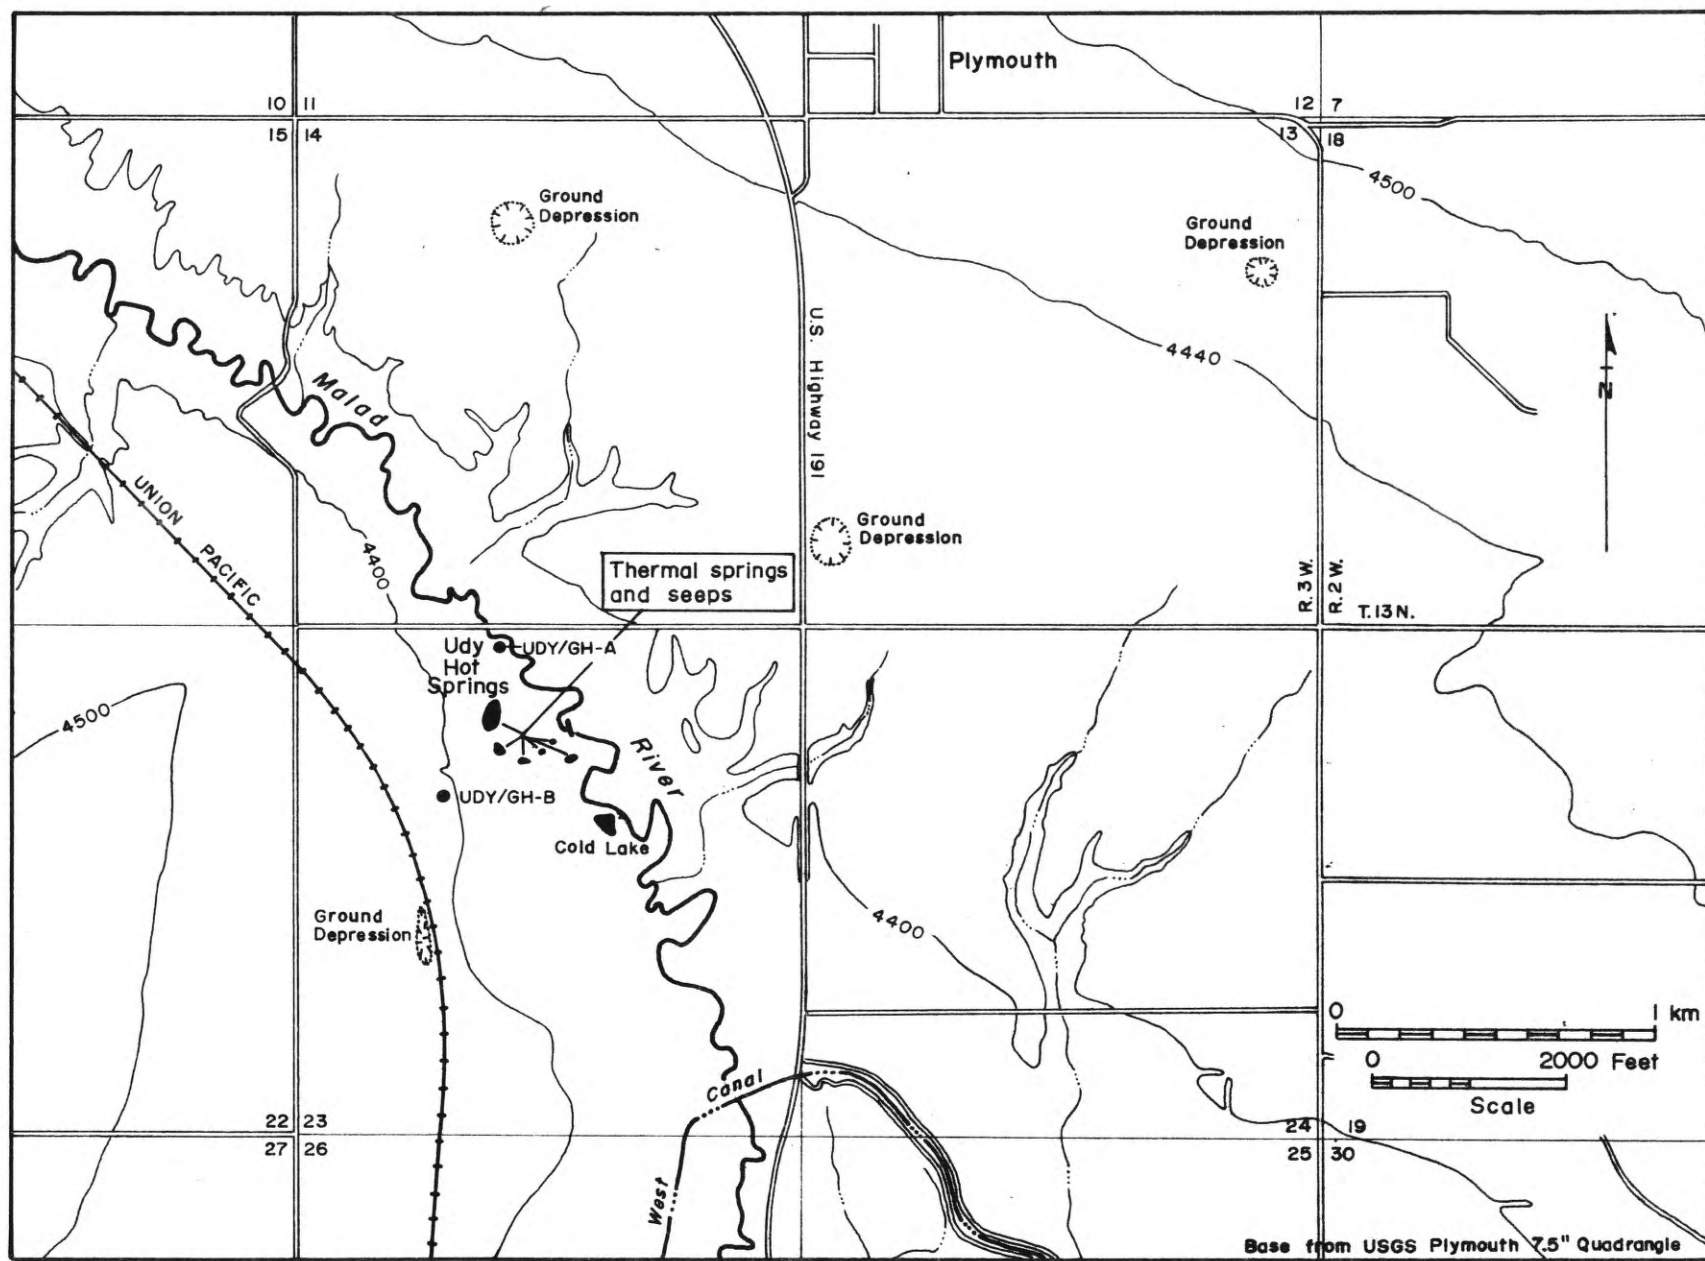 Plymouth
10 11
12 7
15 14
13 18
4500
Ground
Depression
Ground
Depression
U.S. Highway 191
4440
N
Malad
UNION
PACIFIC
4400
Ground
Depression
Thermal springs
and seeps
R. 3 W.
R. 2 W.
T. 13 N.
Udy
Hot
Springs
UDY/GH-A
4500
River
UDY/GH-B
Cold Lake
4400
Ground
Depression
0 1 km
0 2000 Feet
Scale
Canal
West
22 23
24 19
27 26
25 30
Base from USGS Plymouth 7.5" Quadrangle